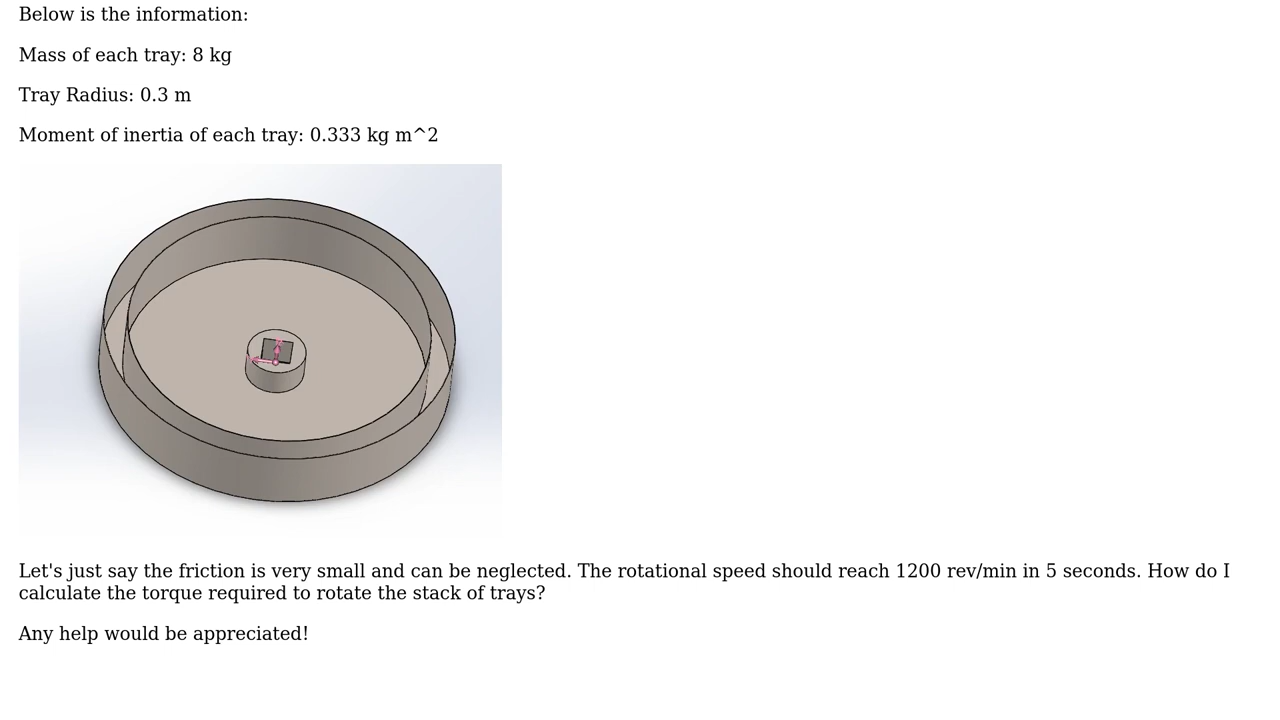 Below is the information:
Mass of each tray: 8 kg
Tray Radius: 0.3 m
Moment of inertia of each tray: 0.333 kg m^2
Let's just say the friction is very small and can be neglected. The rotational speed should reach 1200 rev/min in 5 seconds. How do I
calculate the torque required to rotate the stack of trays?
Any help would be appreciated!